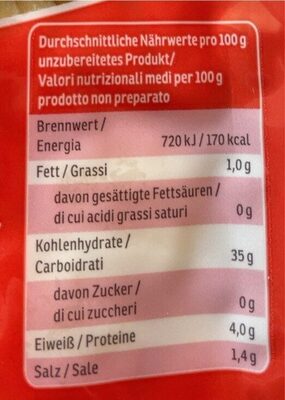 Durchschnittliche Nährwerte pro 100 g
unzubereitetes Produkt/
Valori nutrizionali medi per 100 g
prodotto non preparato
Brennwert /
Energia 720 kJ / 170 kcal
Fett / Grassi 1,0 g
davon gesättigte Fettsäuren /
di cui acidi grassi saturi 0 g
Kohlenhydrate /
Carboidrati 35 g
davon Zucker /
di cui zuccheri 0 g
Eiweiß / Proteine 4,0 g
Salz / Sale 1,4 g